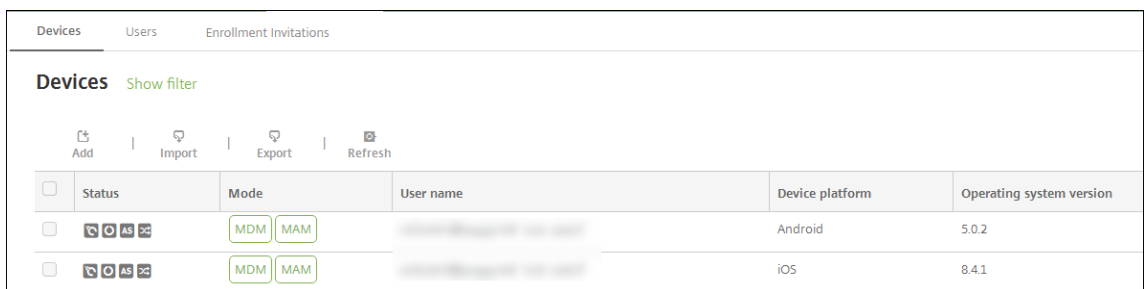 Devices Users Enrollment Invitations
Devices Show filter
Add | Import | Export | Refresh
Status Mode User name Device platform Operating system version
AS MDM MAM Android 5.0.2
AS MDM MAM iOS 8.4.1